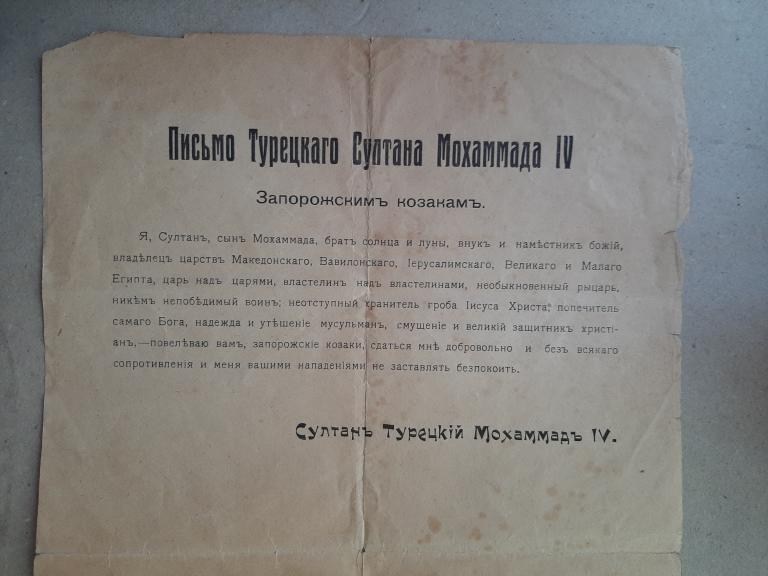 Письмо Турецкаго Султана Мохаммада IV
Запорожскимъ козакамъ.
Я, Султанъ, сынъ Мохаммада, братъ солнца и луны, внукъ и намѣстникъ божій,
владѣлецъ царствъ Македонскаго, Вавилонскаго, Іерусалимскаго, Великаго и Малаго
Египта, царь надъ царями, властелинъ надъ властелинами, необыкновенный рыцарь,
никѣмъ непобѣдимый воинъ; неотступный хранитель гроба Іисуса Христа, попечитель
самаго Бога, надежда и утѣшеніе мусульманъ, смущеніе и великій защитникъ христі-
анъ,—повелѣваю вамъ, запорожскіе козаки, сдаться мнѣ добровольно и безъ всякаго
сопротивленія и меня вашими нападеніями не заставлять безпокоить.
Султанъ Турецкій Мохаммадъ IV.